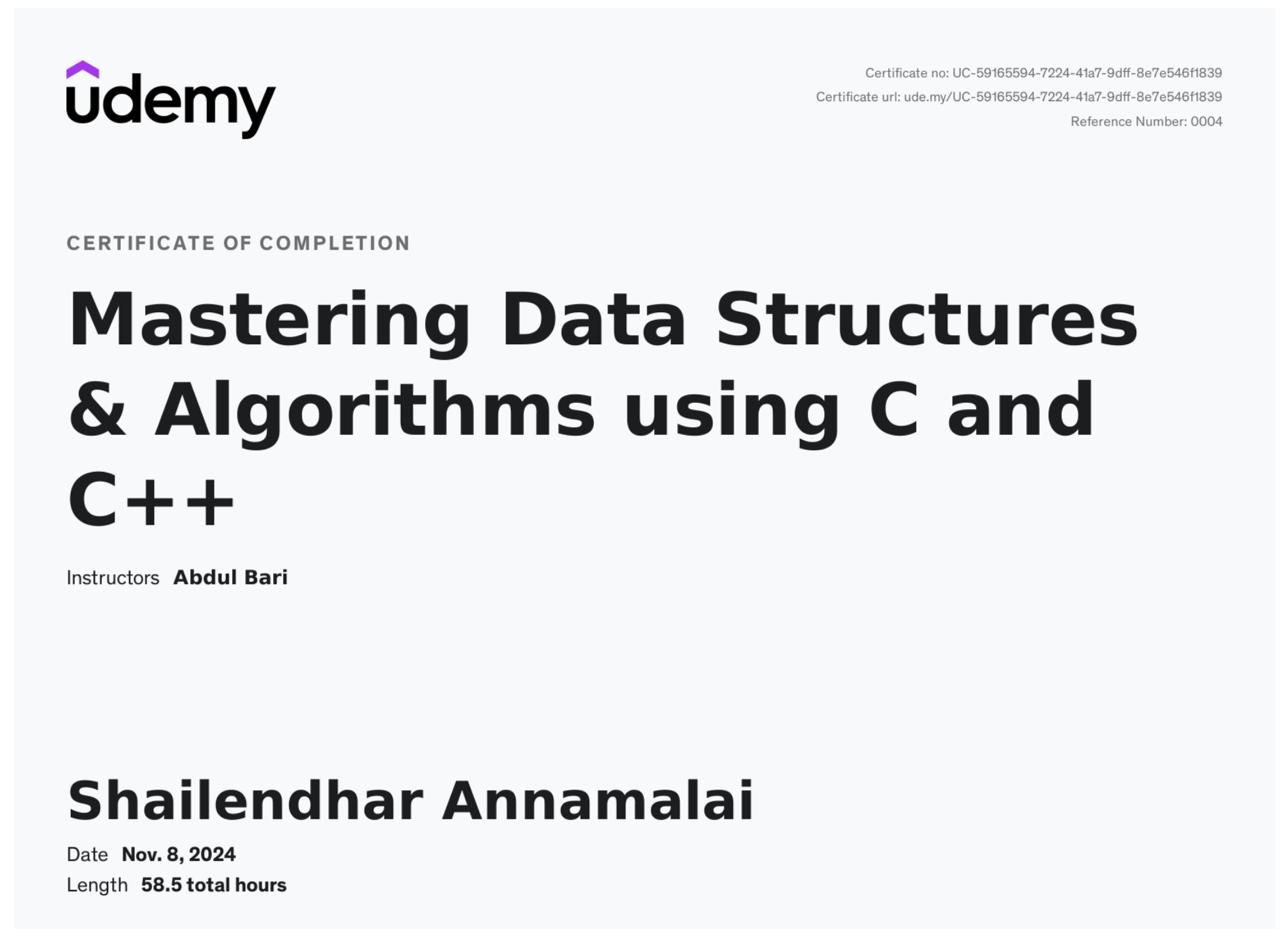 udemy
Certificate no: UC-59165594-7224-41a7-9dff-8e7e546f1839
Certificate url: ude.my/UC-59165594-7224-41a7-9dff-8e7e546f1839
Reference Number: 0004
CERTIFICATE OF COMPLETION
Mastering Data Structures
& Algorithms using C and
C++
Instructors Abdul Bari
Shailendhar Annamalai
Date Nov. 8, 2024
Length 58.5 total hours